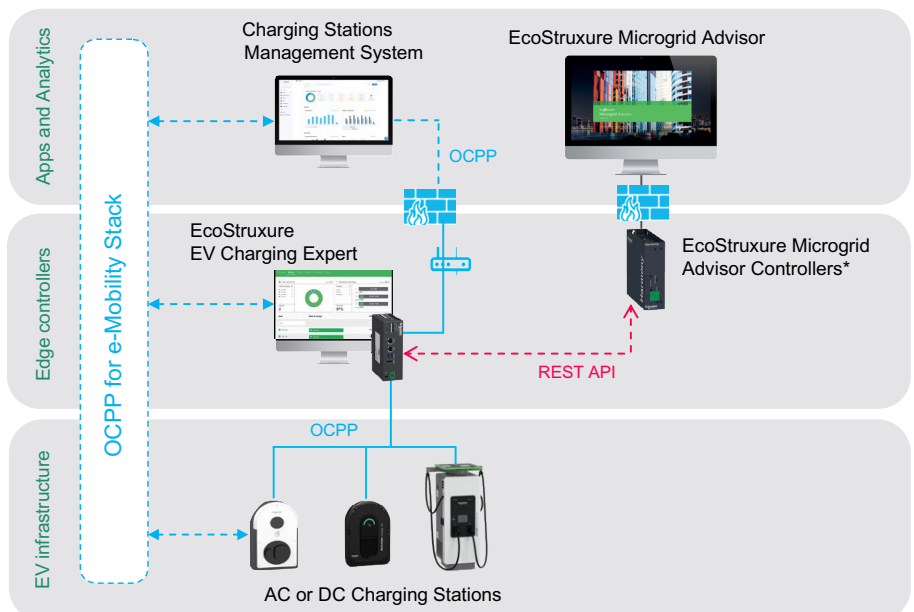 Apps and Analytics
Charging Stations
Management System
EcoStruxure Microgrid Advisor
OCPP
OCPP for e-Mobility Stack
Edge controllers
EcoStruxure
EV Charging Expert
EcoStruxure Microgrid
Advisor Controllers*
Harmony
REST API
EV infrastructure
OCPP
AC or DC Charging Stations